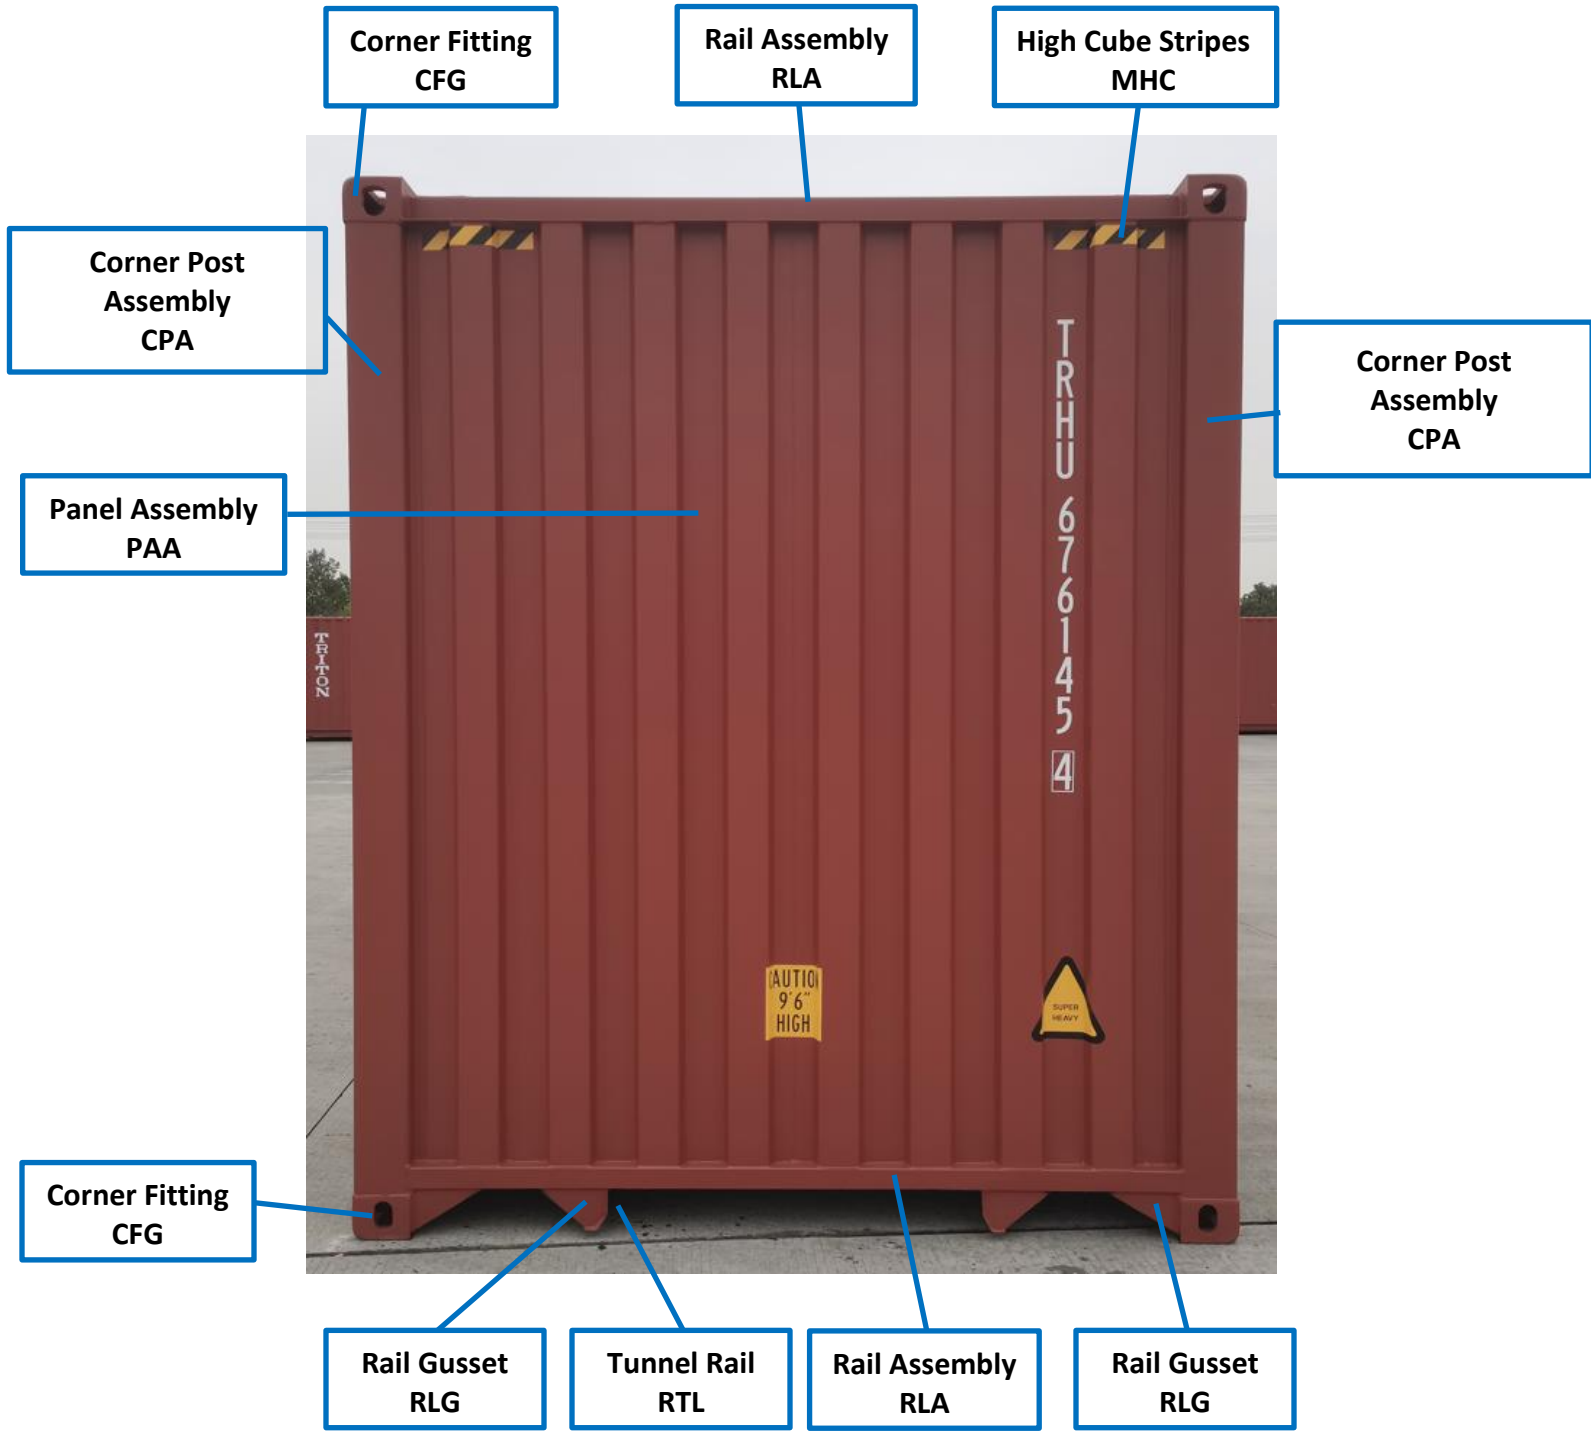 Corner Fitting
CFG
Rail Assembly
RLA
High Cube Stripes
MHC
Corner Post
Assembly
CPA
Corner Post
Assembly
CPA
Panel Assembly
PAA
TRHU 676145 4
TRITON
CAUTION
9'6"
HIGH
SUPER
HEAVY
Corner Fitting
CFG
Rail Gusset
RLG
Tunnel Rail
RTL
Rail Assembly
RLA
Rail Gusset
RLG